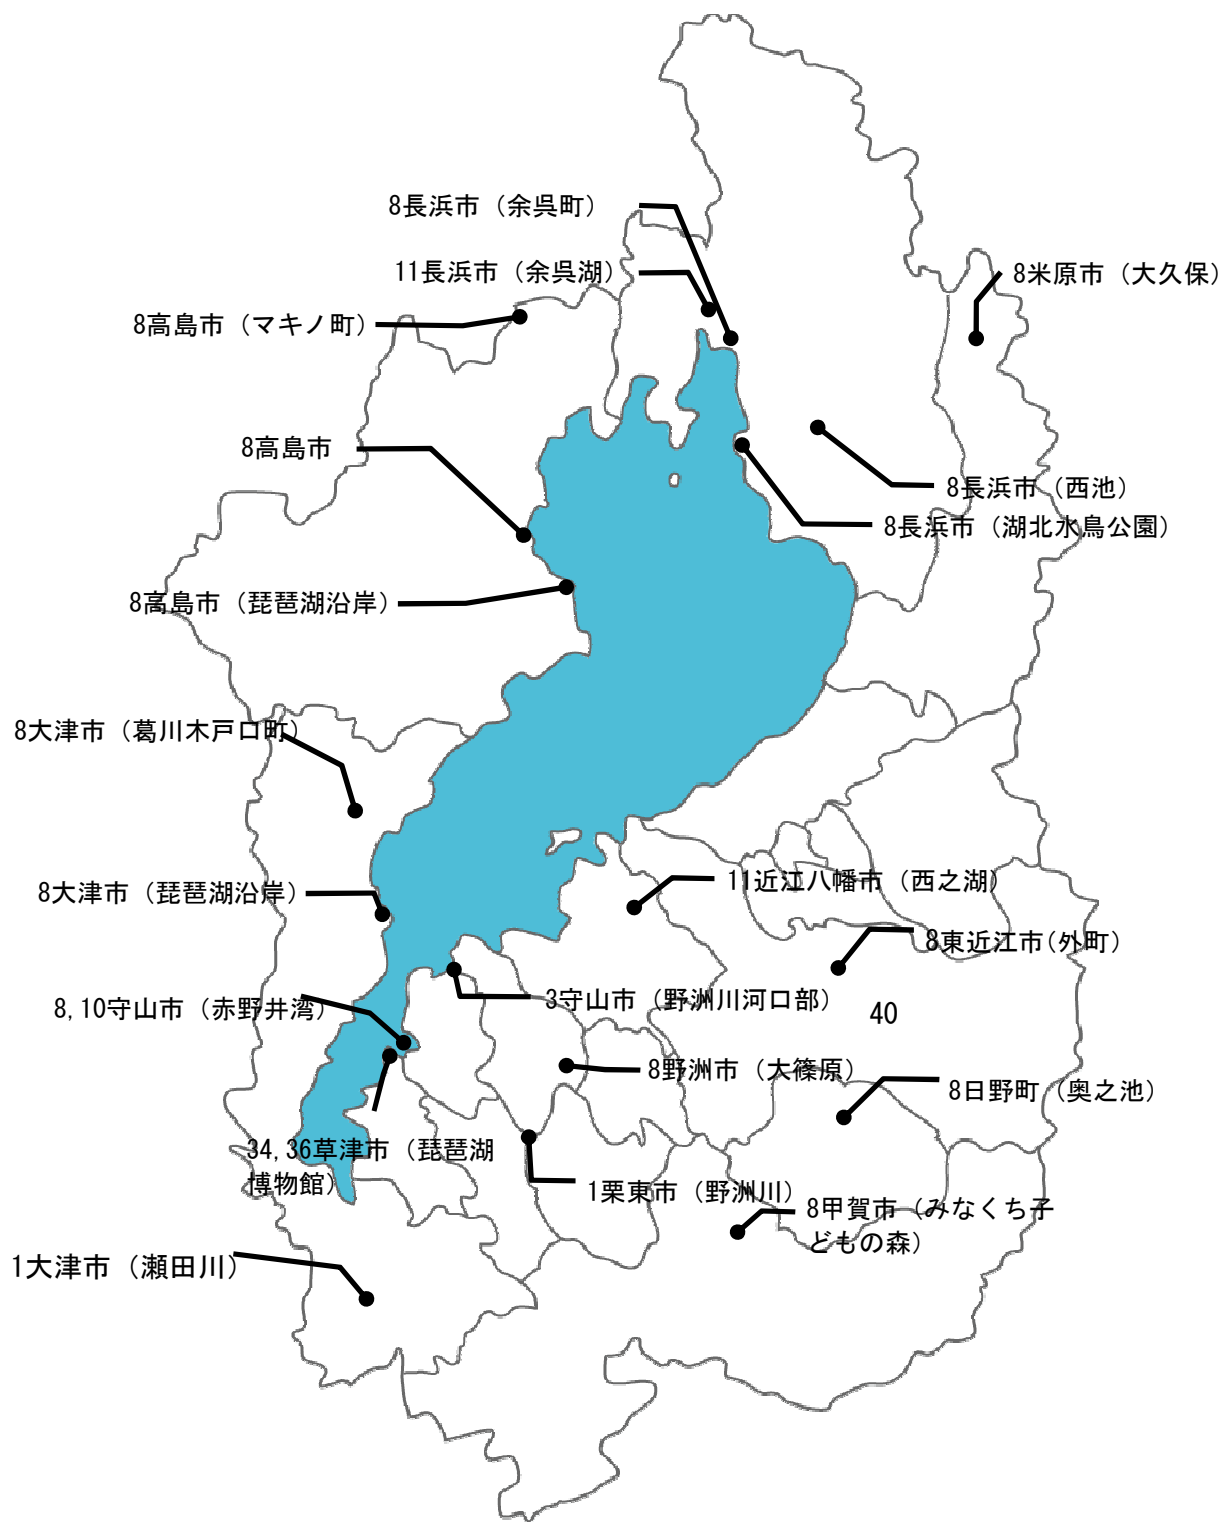 8長浜市（余呉町）
11長浜市（余呉湖）
8米原市（大久保）
8高島市（マキノ町）
8高島市
8長浜市（西池）
8長浜市（湖北水鳥公園）
8高島市（琵琶湖沿岸）
8大津市（葛川木戸口町）
11近江八幡市（西之湖）
8大津市（琵琶湖沿岸）
8東近江市(外町）
3守山市（野洲川河口部）
8,10守山市（赤野井湾）
40
8野洲市（大篠原）
8日野町（奥之池）
34,36草津市（琵琶湖
博物館）
1栗東市（野洲川）
8甲賀市（みなくち子
どもの森）
1大津市（瀬田川）